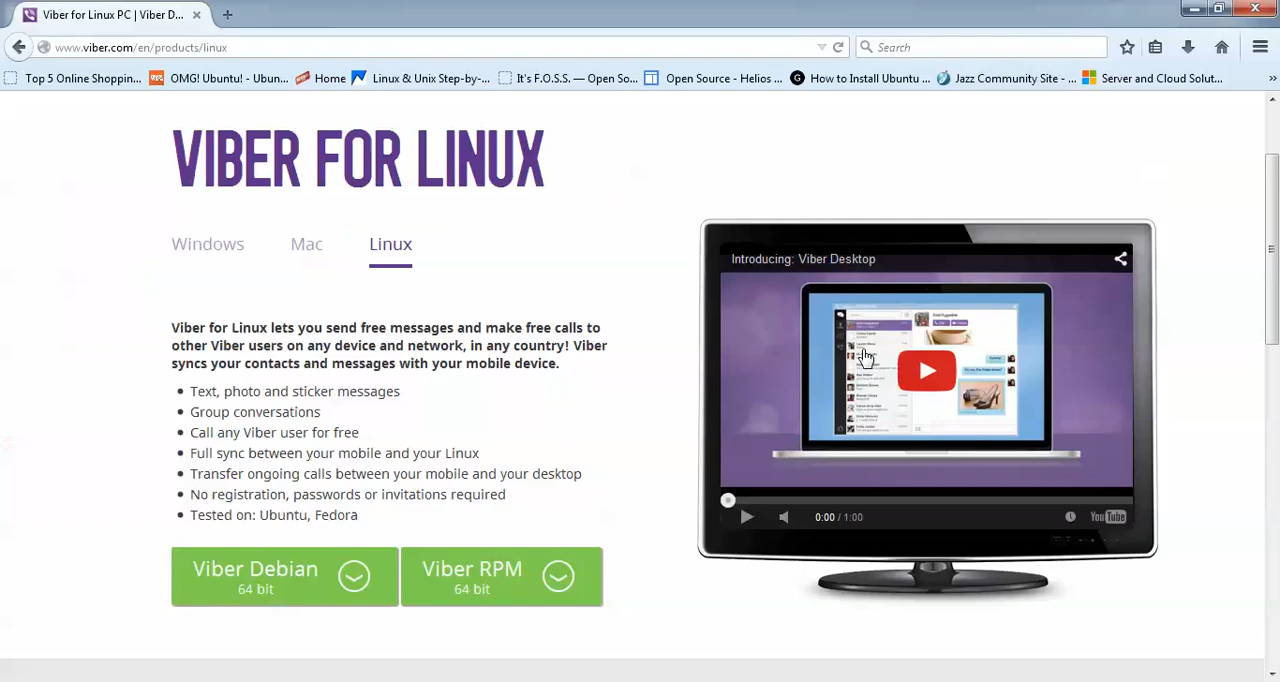 Viber for Linux PC | Viber D...
www.viber.com/en/products/linux
Search
Top 5 Online Shoppin...
OMG! Ubuntu! - Ubun...
Home
Linux & Unix Step-by-...
It's F.O.S.S. — Open So...
Open Source - Helios ...
How to Install Ubuntu ...
Jazz Community Site - ...
Server and Cloud Solut...
VIBER FOR LINUX
Windows
Mac
Linux
Introducing: Viber Desktop
Viber for Linux lets you send free messages and make free calls to
other Viber users on any device and network, in any country! Viber
syncs your contacts and messages with your mobile device.
Text, photo and sticker messages
Group conversations
Call any Viber user for free
Full sync between your mobile and your Linux
Transfer ongoing calls between your mobile and your desktop
No registration, passwords or invitations required
Tested on: Ubuntu, Fedora
0:00 / 1:00
YouTube
Viber Debian
64 bit
Viber RPM
64 bit